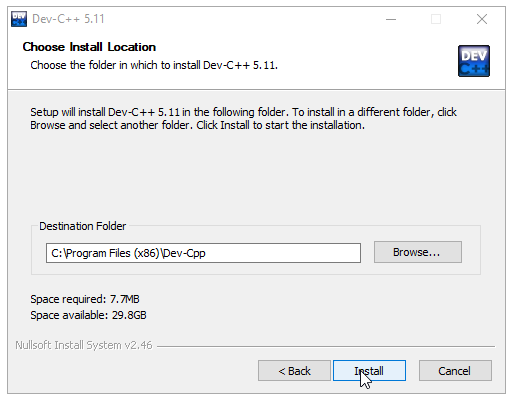 Dev-C++ 5.11
Choose Install Location
Choose the folder in which to install Dev-C++ 5.11.
DEV
C++
Setup will install Dev-C++ 5.11 in the following folder. To install in a different folder, click
Browse and select another folder. Click Install to start the installation.
Destination Folder
C:\Program Files (x86)\Dev-Cpp
Browse...
Space required: 7.7MB
Space available: 29.8GB
Nullsoft Install System v2.46
< Back
Install
Cancel